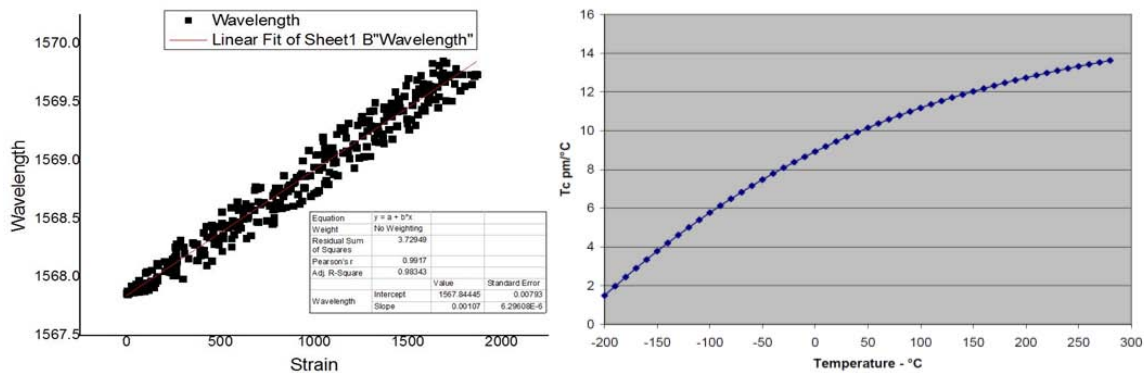 Wavelength
Linear Fit of Sheet1 B"Wavelength"
1570.0
1569.5
1569.0
1568.5
1568.0
1567.5
Wavelength
Equation y = a + b*x
Weight No Weighting
Residual Sum of Squares 3.72949
Pearson's r 0.9917
Adj. R-Square 0.98343
Value Standard Error
Wavelength Intercept 1567.84445 0.00793
Slope 0.00107 6.29608E-6
0 500 1000 1500 2000
Strain
16
14
12
10
8
6
4
2
0
Tc pm/°C
-200 -150 -100 -50 0 50 100 150 200 250 300
Temperature - °C